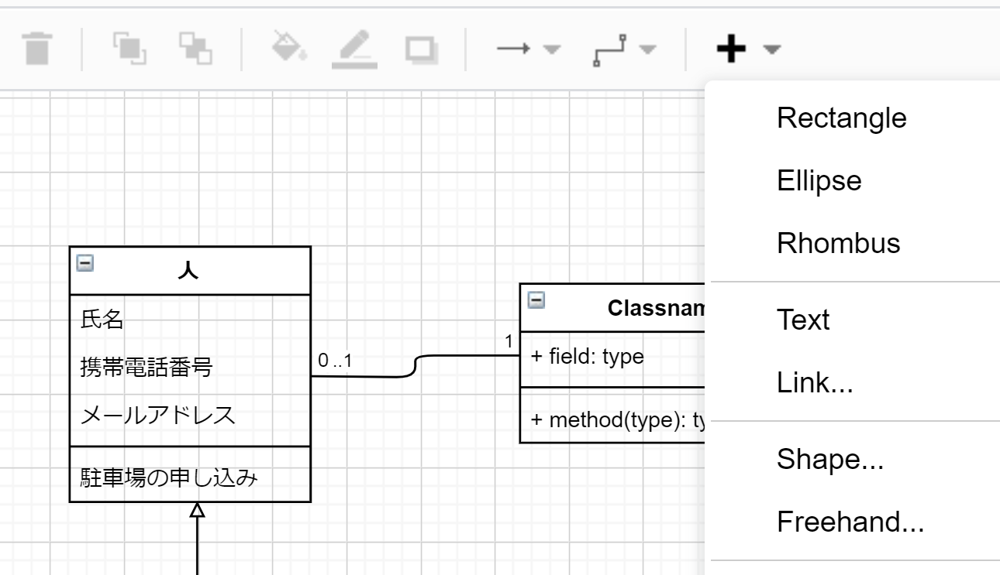 Rectangle
Ellipse
Rhombus
Text
Link...
Shape...
Freehand...
人
氏名
携帯電話番号
メールアドレス
駐車場の申し込み
0..1
1
Classnam
+ field: type
+ method(type): ty